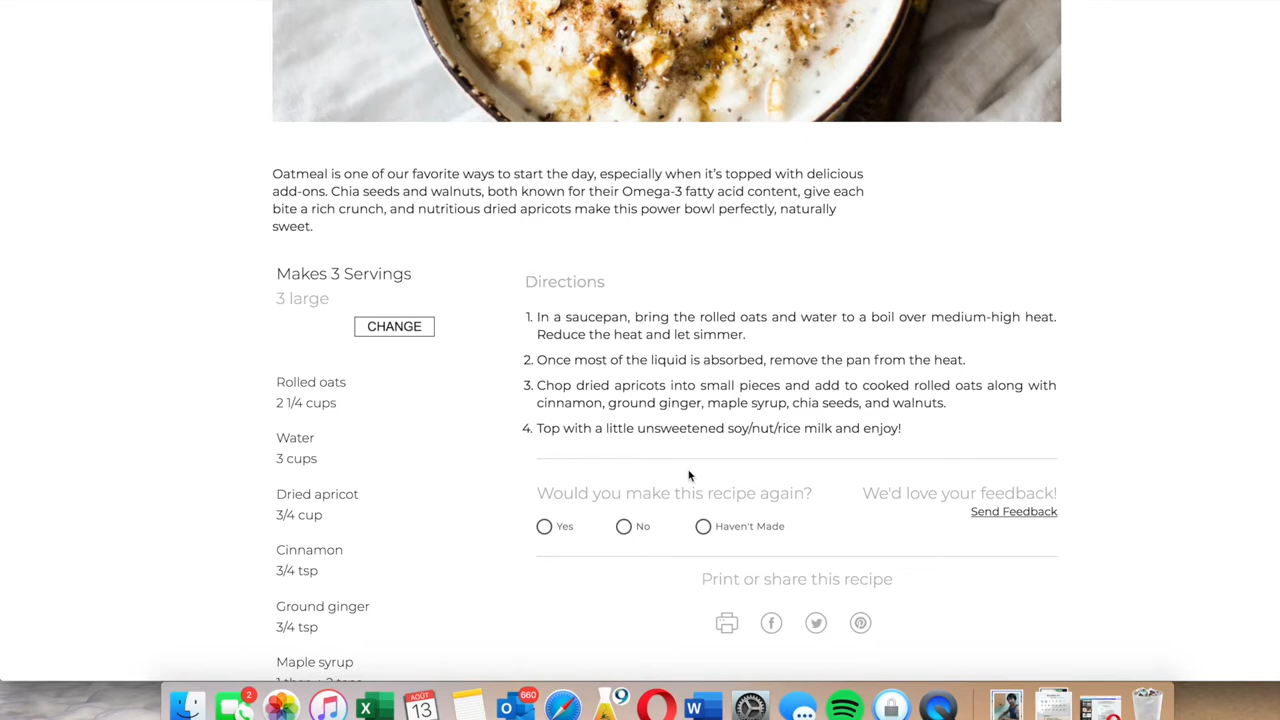 Oatmeal is one of our favorite ways to start the day, especially when it's topped with delicious
add-ons. Chia seeds and walnuts, both known for their Omega-3 fatty acid content, give each
bite a rich crunch, and nutritious dried apricots make this power bowl perfectly, naturally
sweet.
Makes 3 Servings
3 large
CHANGE
Rolled oats
2 1/4 cups
Water
3 cups
Dried apricot
3/4 cup
Cinnamon
3/4 tsp
Ground ginger
3/4 tsp
Maple syrup
Directions
1. In a saucepan, bring the rolled oats and water to a boil over medium-high heat.
Reduce the heat and let simmer.
2. Once most of the liquid is absorbed, remove the pan from the heat.
3. Chop dried apricots into small pieces and add to cooked rolled oats along with
cinnamon, ground ginger, maple syrup, chia seeds, and walnuts.
4. Top with a little unsweetened soy/nut/rice milk and enjoy!
Would you make this recipe again?
Yes No Haven't Made
We'd love your feedback!
Send Feedback
Print or share this recipe
2
AOÛT
13
660